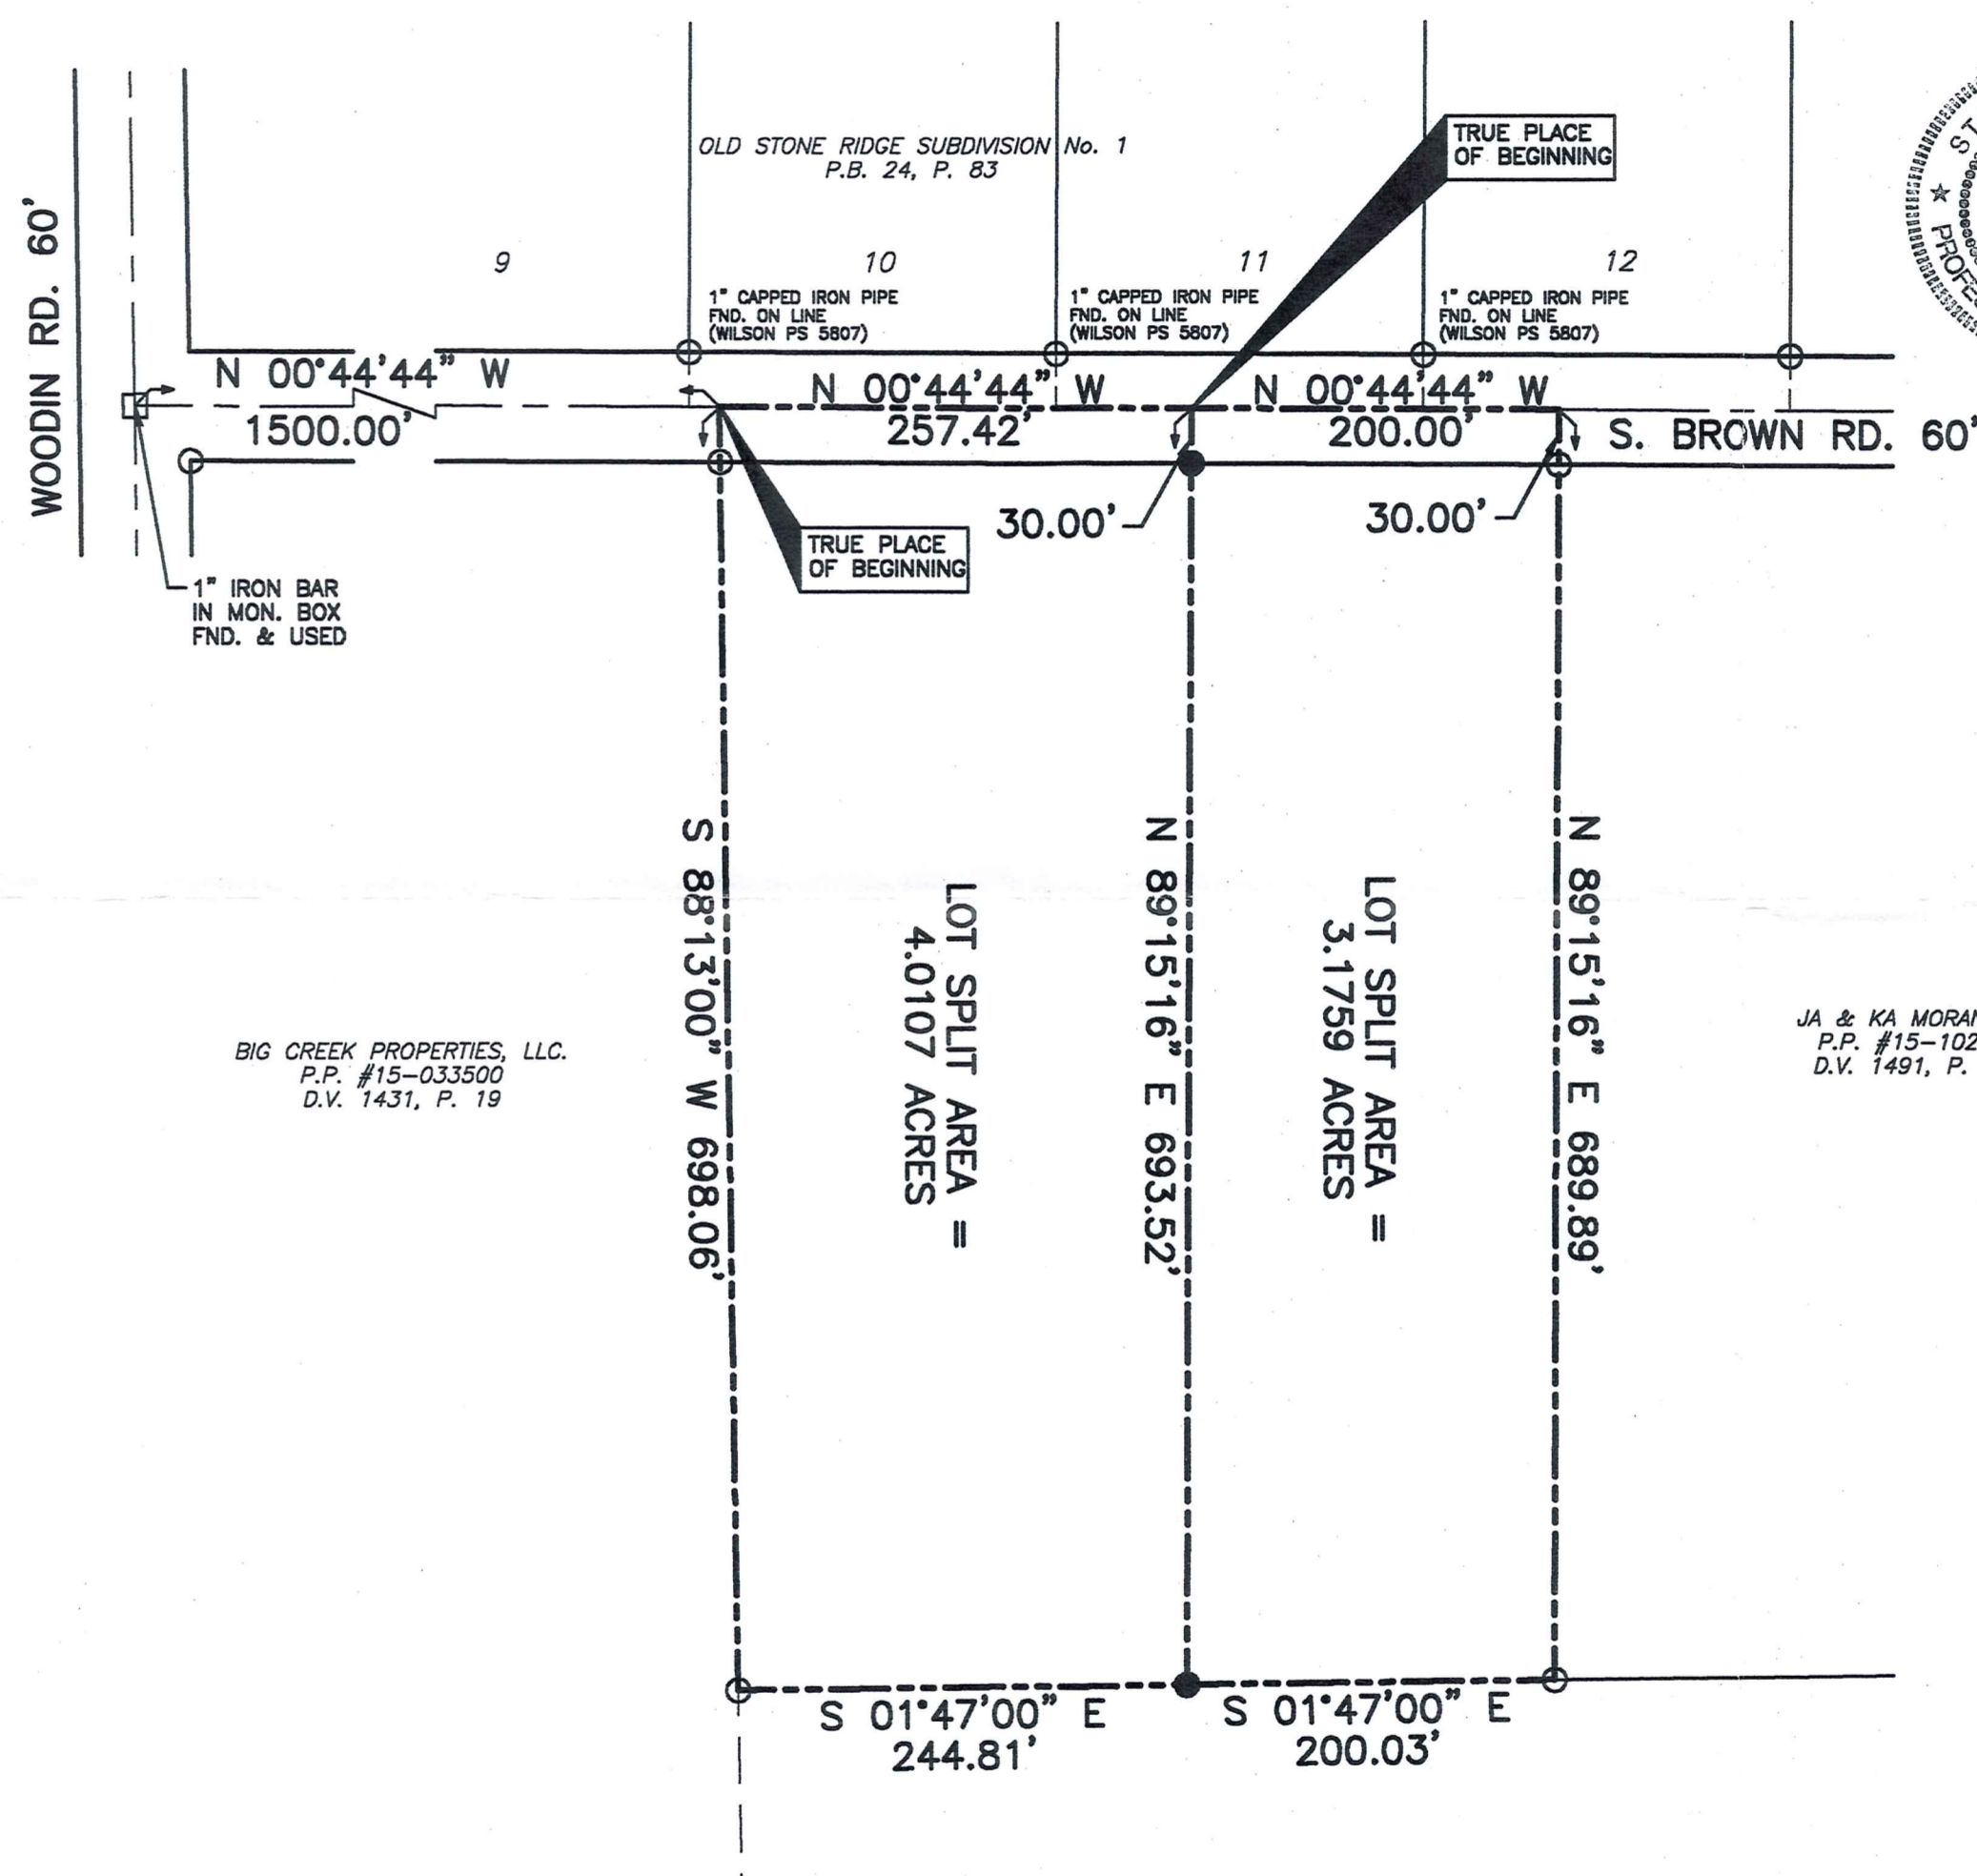 WOODIN RD. 60'
OLD STONE RIDGE SUBDIVISION No. 1
P.B. 24, P. 83
TRUE PLACE
OF BEGINNING
9
10
11
12
1" CAPPED IRON PIPE
FND. ON LINE
(WILSON PS 5807)
1" CAPPED IRON PIPE
FND. ON LINE
(WILSON PS 5807)
1" CAPPED IRON PIPE
FND. ON LINE
(WILSON PS 5807)
N 00°44'44" W
1500.00'
N 00°44'44" W
257.42'
N 00°44'44" W
200.00'
S. BROWN RD. 60'
30.00'
30.00'
TRUE PLACE
OF BEGINNING
1" IRON BAR
IN MON. BOX
FND. & USED
S 88°13'00" W 698.06'
LOT SPLIT AREA =
4.0107 ACRES
N 89°15'16" E 693.52'
LOT SPLIT AREA =
3.1759 ACRES
N 89°15'16" E 689.89'
BIG CREEK PROPERTIES, LLC.
P.P. #15-033500
D.V. 1431, P. 19
JA & KA
P.P. #15-102
D.V. 1491, P.
S 01°47'00" E
244.81'
S 01°47'00" E
200.03'